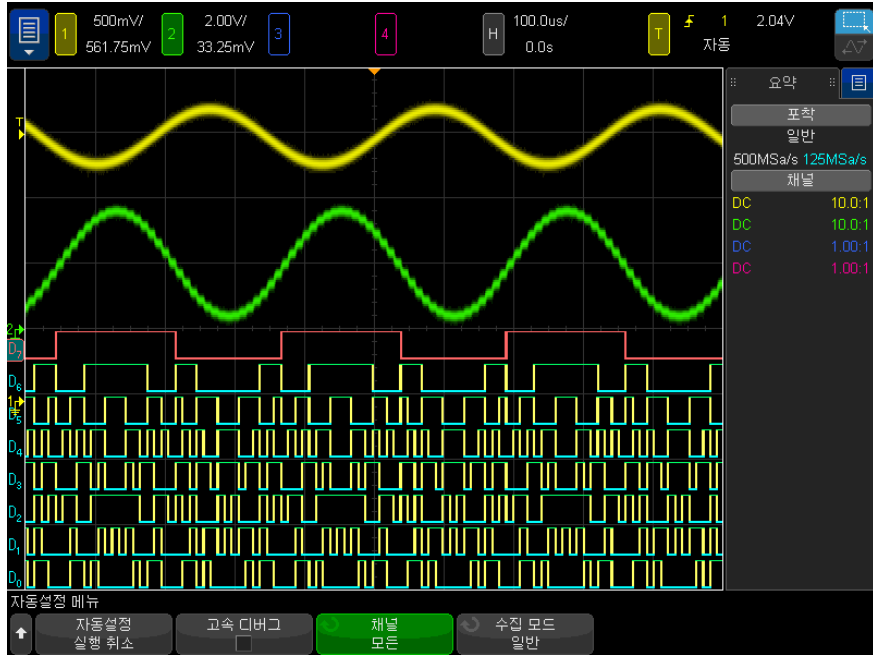 1 500mV/ 2 2.00V/ 3 4 H 100.0us/ T 1 2.04V
561.75mV 33.25mV 0.0s 자동
요약
포착
일반
500MSa/s 125MSa/s
채널
DC 10.0:1
DC 10.0:1
DC 1.00:1
DC 1.00:1
T
2
D7
D6
1
D5
D4
D3
D2
D1
D0
자동설정 메뉴
자동설정 고속 디버그 채널 수집 모드
실행 취소 모든 일반